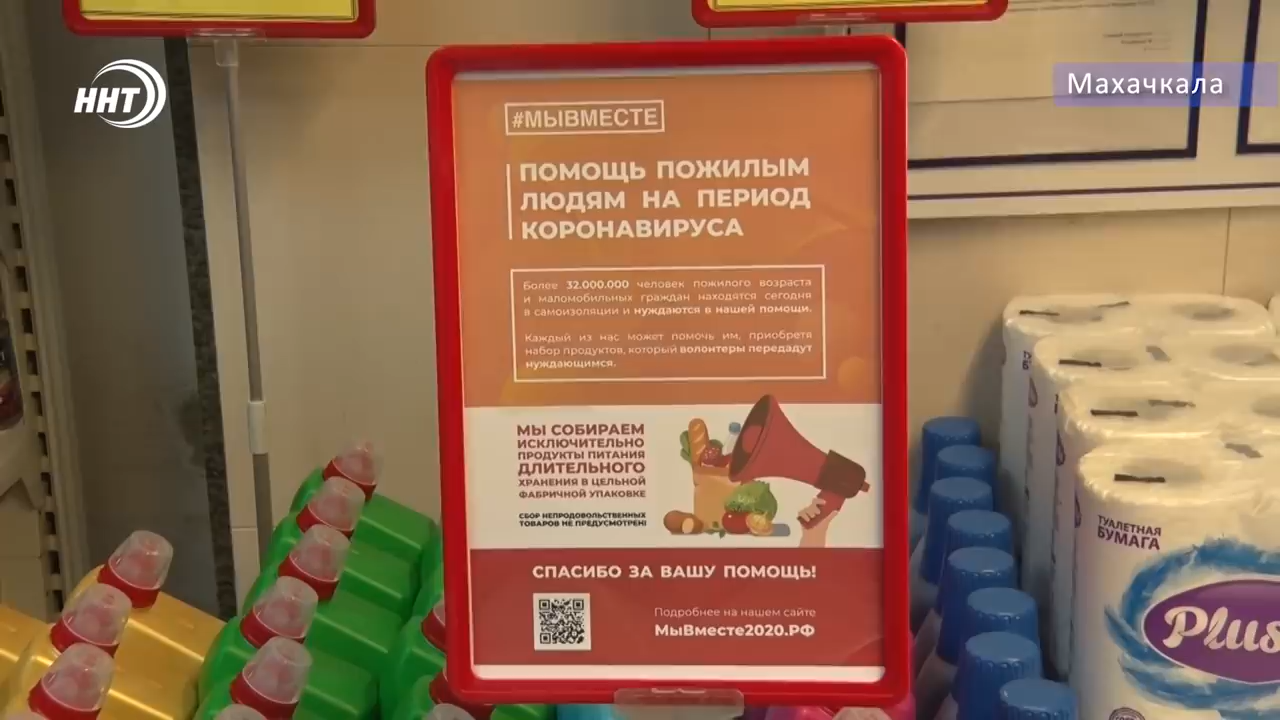 ННТ
Махачкала
#МЫВМЕСТЕ
ПОМОЩЬ ПОЖИЛЫМ
ЛЮДЯМ НА ПЕРИОД
КОРОНАВИРУСА
Более 32.000.000 человек пожилого возраста
и маломобильных граждан находятся сегодня
в самоизоляции и нуждаются в нашей помощи.
Каждый из нас может помочь им, приобретя
набор продуктов, который волонтеры передадут
нуждающимся.
МЫ СОБИРАЕМ
ИСКЛЮЧИТЕЛЬНО
ПРОДУКТЫ ПИТАНИЯ
ДЛИТЕЛЬНОГО
ХРАНЕНИЯ В ЦЕЛЬНОЙ
ФАБРИЧНОЙ УПАКОВКЕ
СБОР НЕПРОДОВОЛЬСТВЕННЫХ
ТОВАРОВ НЕ ПРЕДУСМОТРЕН!
СПАСИБО ЗА ВАШУ ПОМОЩЬ!
Подробнее на нашем сайте
МыВместе2020.РФ
ТУАЛЕТНАЯ
БУМАГА
Plus